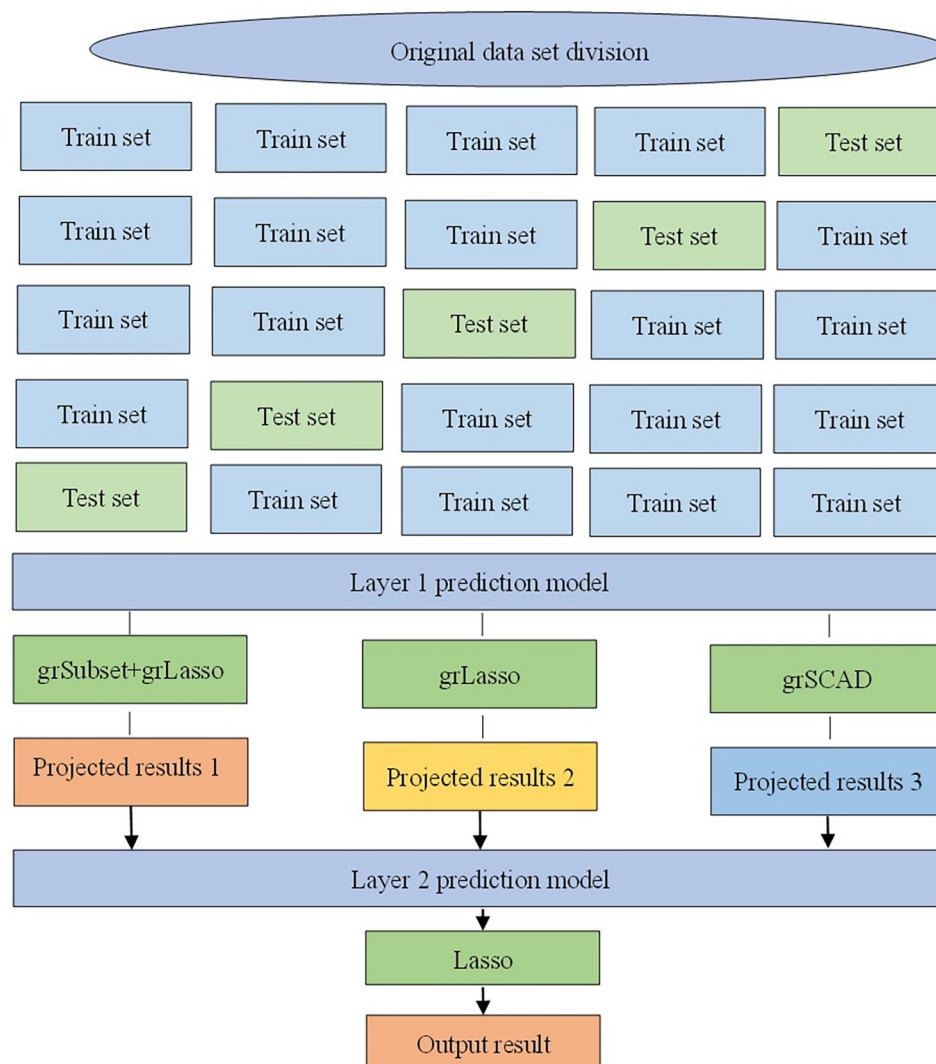 Original data set division
Train set Train set Train set Train set Test set
Train set Train set Train set Test set Train set
Train set Train set Test set Train set Train set
Train set Test set Train set Train set Train set
Test set Train set Train set Train set Train set
Layer 1 prediction model
grSubset+grLasso grLasso grSCAD
Projected results 1 Projected results 2 Projected results 3
Layer 2 prediction model
Lasso
Output result